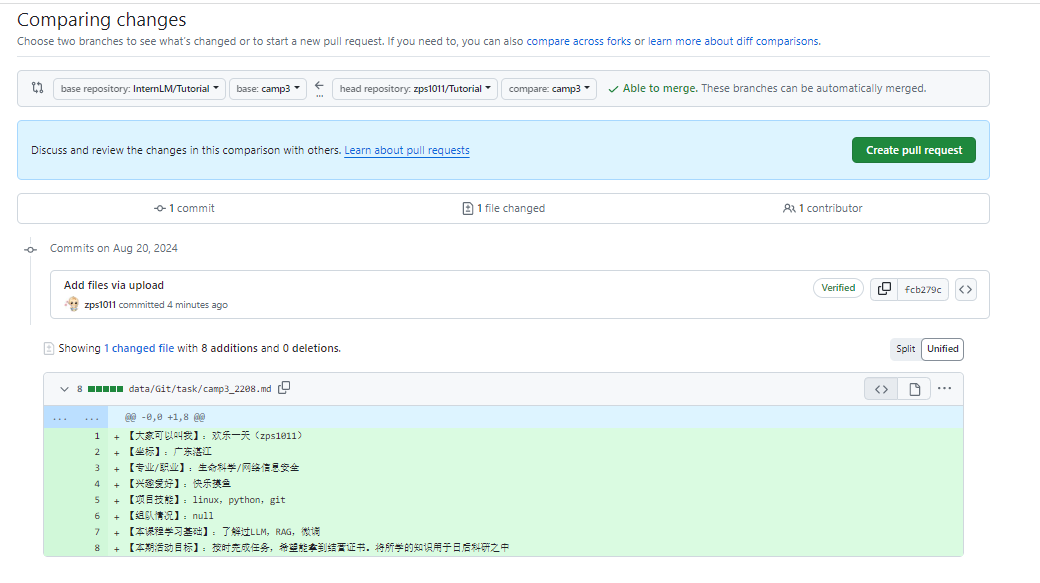 Comparing changes
Choose two branches to see what's changed or to start a new pull request. If you need to, you can also compare across forks or learn more about diff comparisons.
base repository: InternLM/Tutorial base: camp3 ← ... head repository: zps1011/Tutorial compare: camp3 ✓ Able to merge. These branches can be automatically merged.
Discuss and review the changes in this comparison with others. Learn about pull requests Create pull request
1 commit 1 file changed 1 contributor
Commits on Aug 20, 2024
Add files via upload Verified fcb279c
zps1011 committed 4 minutes ago
Showing 1 changed file with 8 additions and 0 deletions. Split Unified
8 data/Git/task/camp3_2208.md ...
... ... @@ -0,0 +1,8 @@
1 + 【大家可以叫我】：欢乐一天（zps1011）
2 + 【坐标】：广东湛江
3 + 【专业/职业】：生命科学/网络信息安全
4 + 【兴趣爱好】：快乐摸鱼
5 + 【项目技能】：linux，python，git
6 + 【组队情况】：null
7 + 【本课程学习基础】：了解过LLM，RAG，微调
8 + 【本期活动目标】：按时完成任务，希望能拿到结营证书。将所学的知识用于日后科研之中